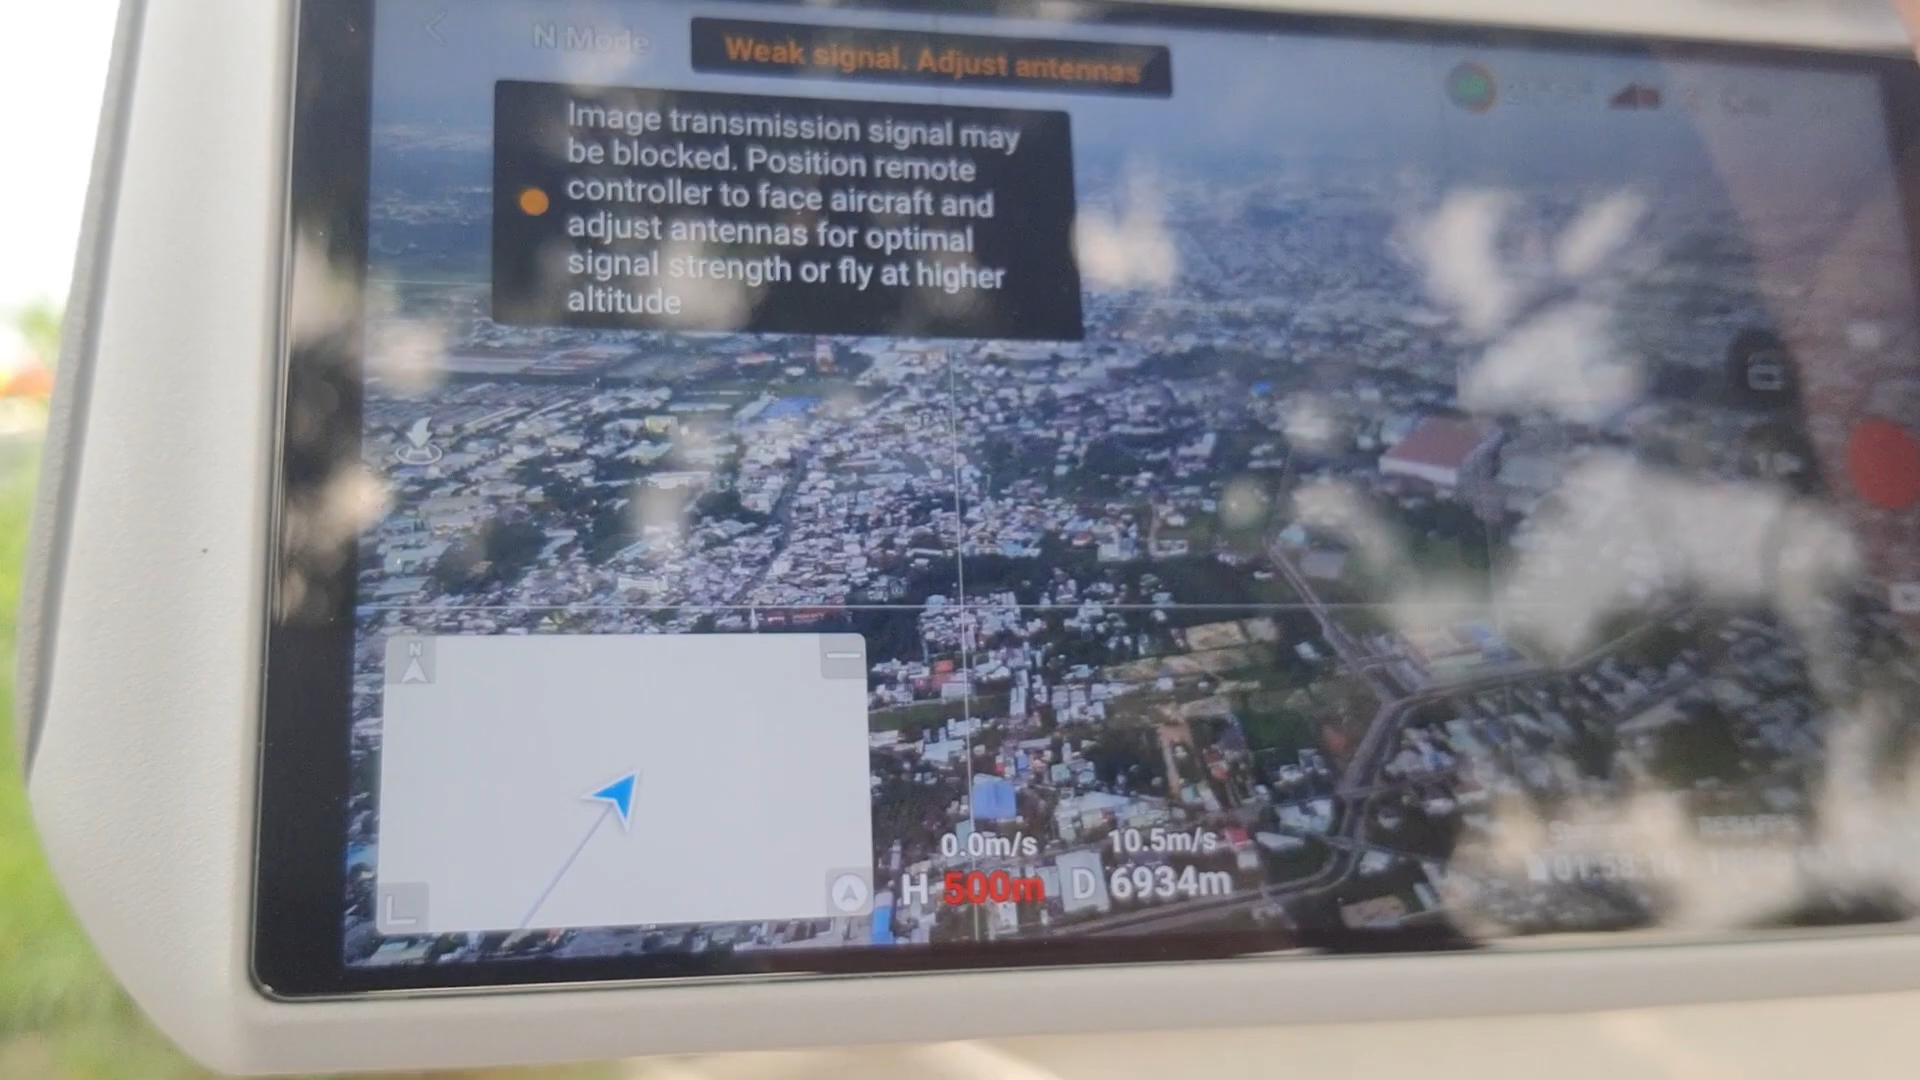 N Mode
Weak signal. Adjust antennas
Image transmission signal may
be blocked. Position remote
controller to face aircraft and
adjust antennas for optimal
signal strength or fly at higher
altitude
N
0.0m/s 10.5m/s
H 500m D 6934m